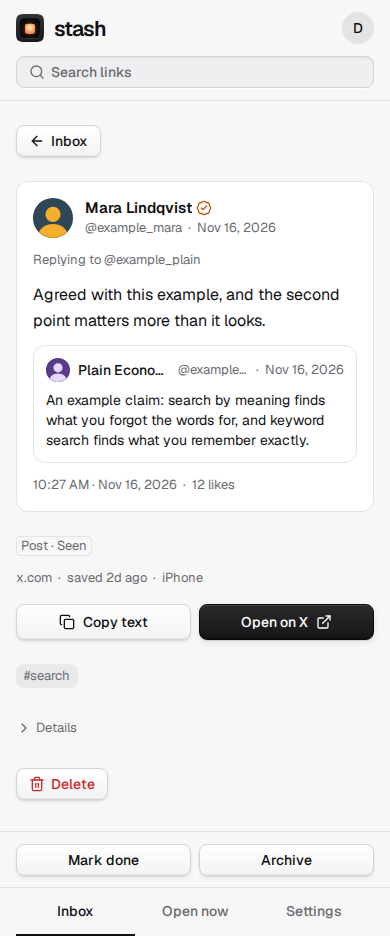 stash
D
Search links
Inbox
Mara Lindqvist
@example_mara · Nov 16, 2026
Replying to @example_plain
Agreed with this example, and the second
point matters more than it looks.
Plain Econo... @example... · Nov 16, 2026
An example claim: search by meaning finds
what you forgot the words for, and keyword
search finds what you remember exactly.
10:27 AM · Nov 16, 2026 · 12 likes
Post · Seen
x.com · saved 2d ago · iPhone
Copy text
Open on X
#search
Details
Delete
Mark done
Archive
Inbox
Open now
Settings